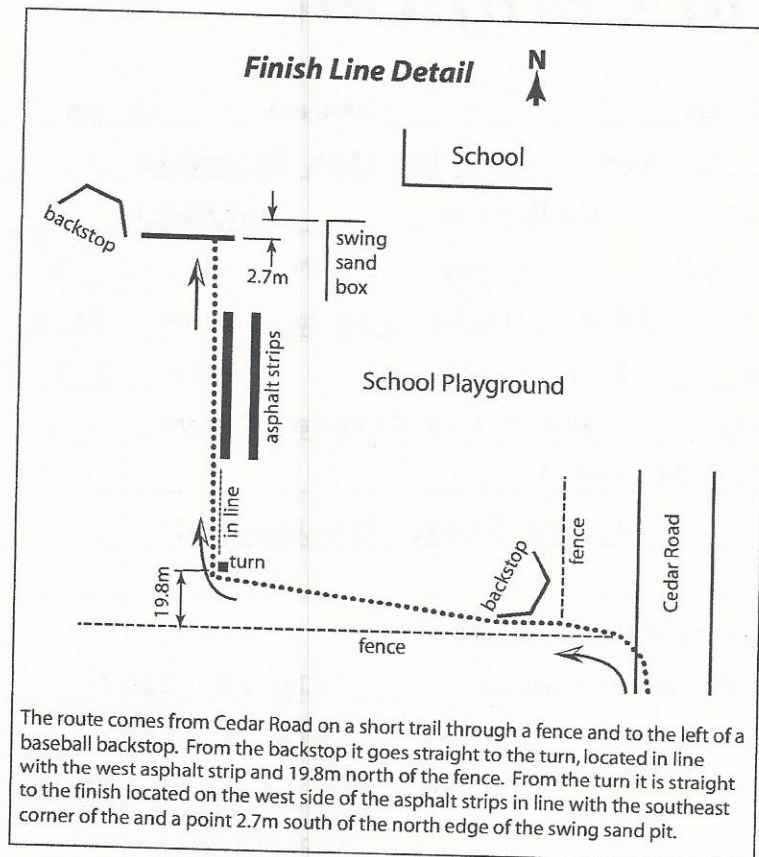 Finish Line Detail
N
School
backstop
2.7m
swing
sand
box
asphalt strips
School Playground
in line
turn
19.8m
backstop
fence
Cedar Road
fence
The route comes from Cedar Road on a short trail through a fence and to the left of a
baseball backstop. From the backstop it goes straight to the turn, located in line
with the west asphalt strip and 19.8m north of the fence. From the turn it is straight
to the finish located on the west side of the asphalt strips in line with the southeast
corner of the and a point 2.7m south of the north edge of the swing sand pit.